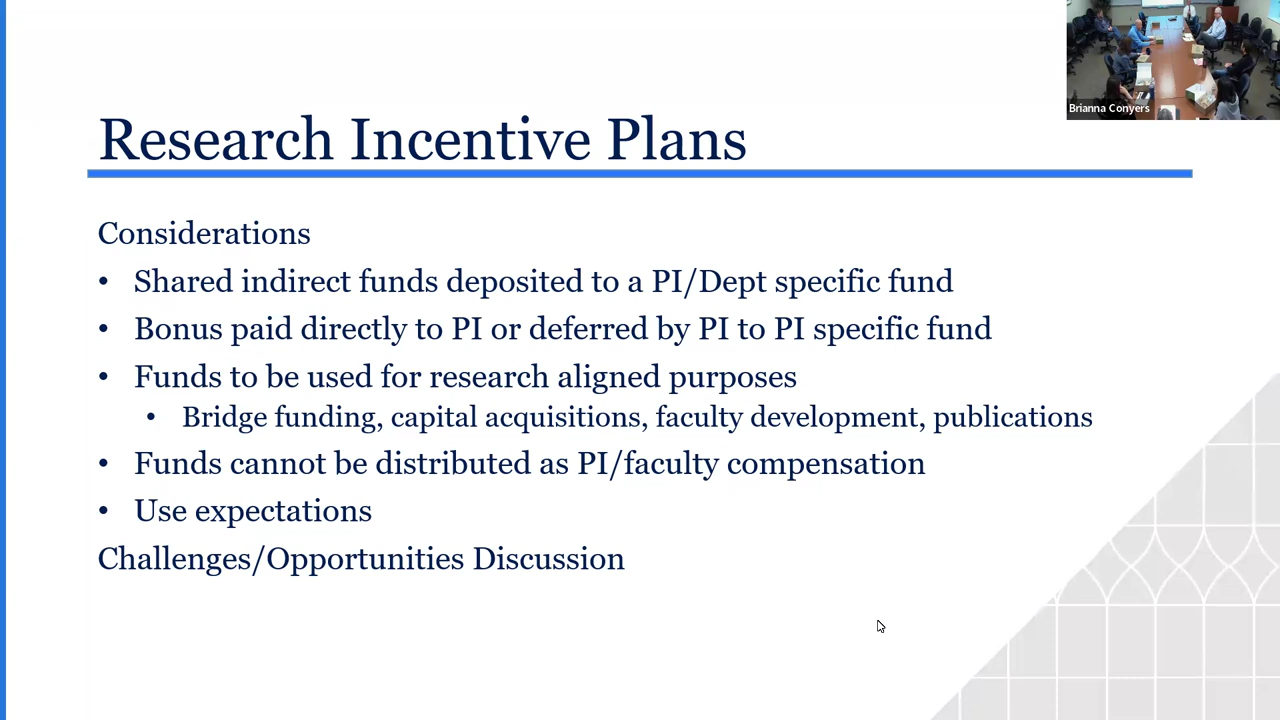 Brianna Conyers
Research Incentive Plans
Considerations
• Shared indirect funds deposited to a PI/Dept specific fund
• Bonus paid directly to PI or deferred by PI to PI specific fund
• Funds to be used for research aligned purposes
• Bridge funding, capital acquisitions, faculty development, publications
• Funds cannot be distributed as PI/faculty compensation
• Use expectations
Challenges/Opportunities Discussion